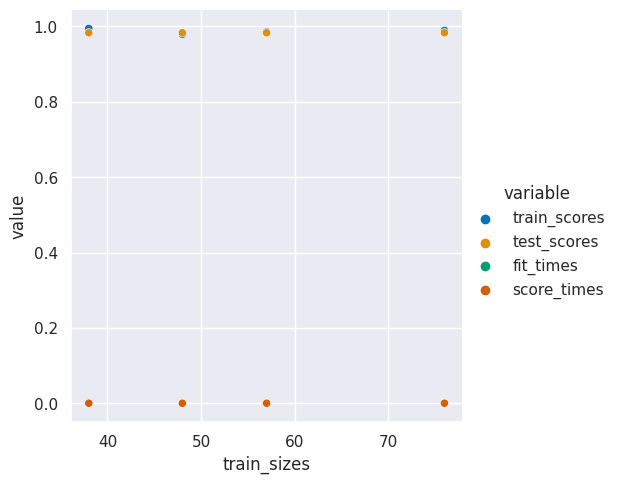 1.0
0.8
0.6
0.4
0.2
0.0
value
40 50 60 70
train_sizes
variable
train_scores
test_scores
fit_times
score_times